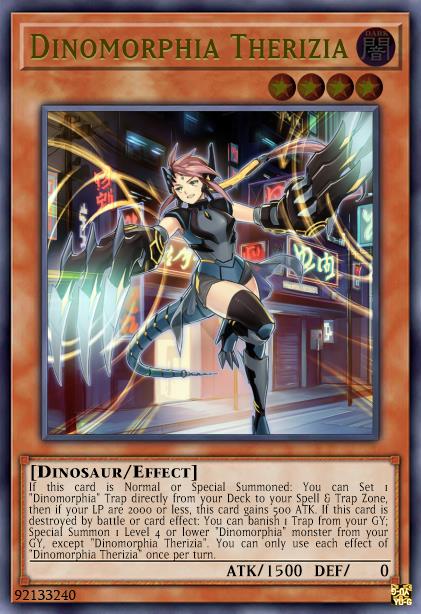 Dinomorphia Therizia
DARK
闇
[Dinosaur/Effect]
If this card is Normal or Special Summoned: You can Set 1
"Dinomorphia" Trap directly from your Deck to your Spell & Trap Zone,
then if your LP are 2000 or less, this card gains 500 ATK. If this card is
destroyed by battle or card effect: You can banish 1 Trap from your GY;
Special Summon 1 Level 4 or lower "Dinomorphia" monster from your
GY, except "Dinomorphia Therizia". You can only use each effect of
"Dinomorphia Therizia" once per turn.
ATK/1500 DEF/ 0
92133240